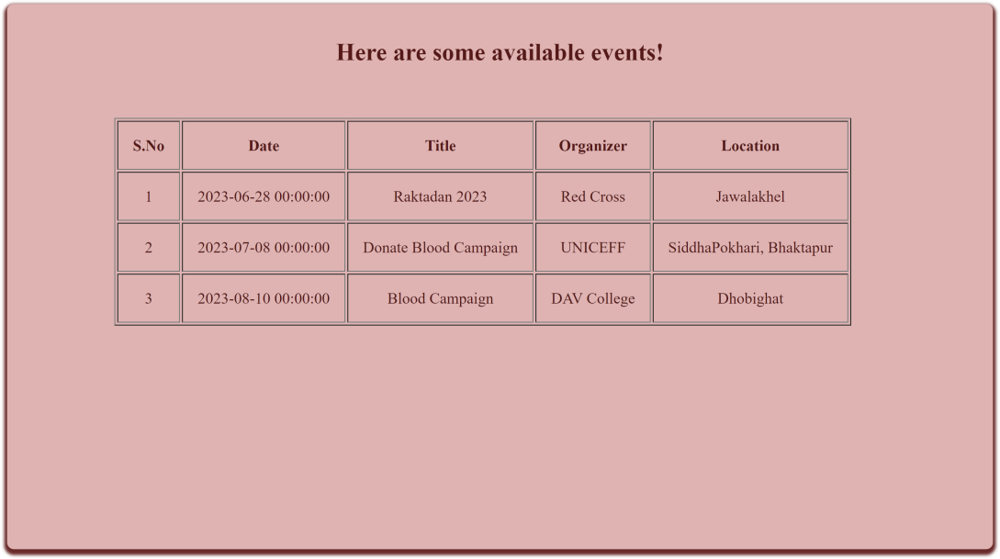 Here are some available events!
S.No Date Title Organizer Location
1 2023-06-28 00:00:00 Raktadan 2023 Red Cross Jawalakhel
2 2023-07-08 00:00:00 Donate Blood Campaign UNICEFF SiddhaPokhari, Bhaktapur
3 2023-08-10 00:00:00 Blood Campaign DAV College Dhobighat